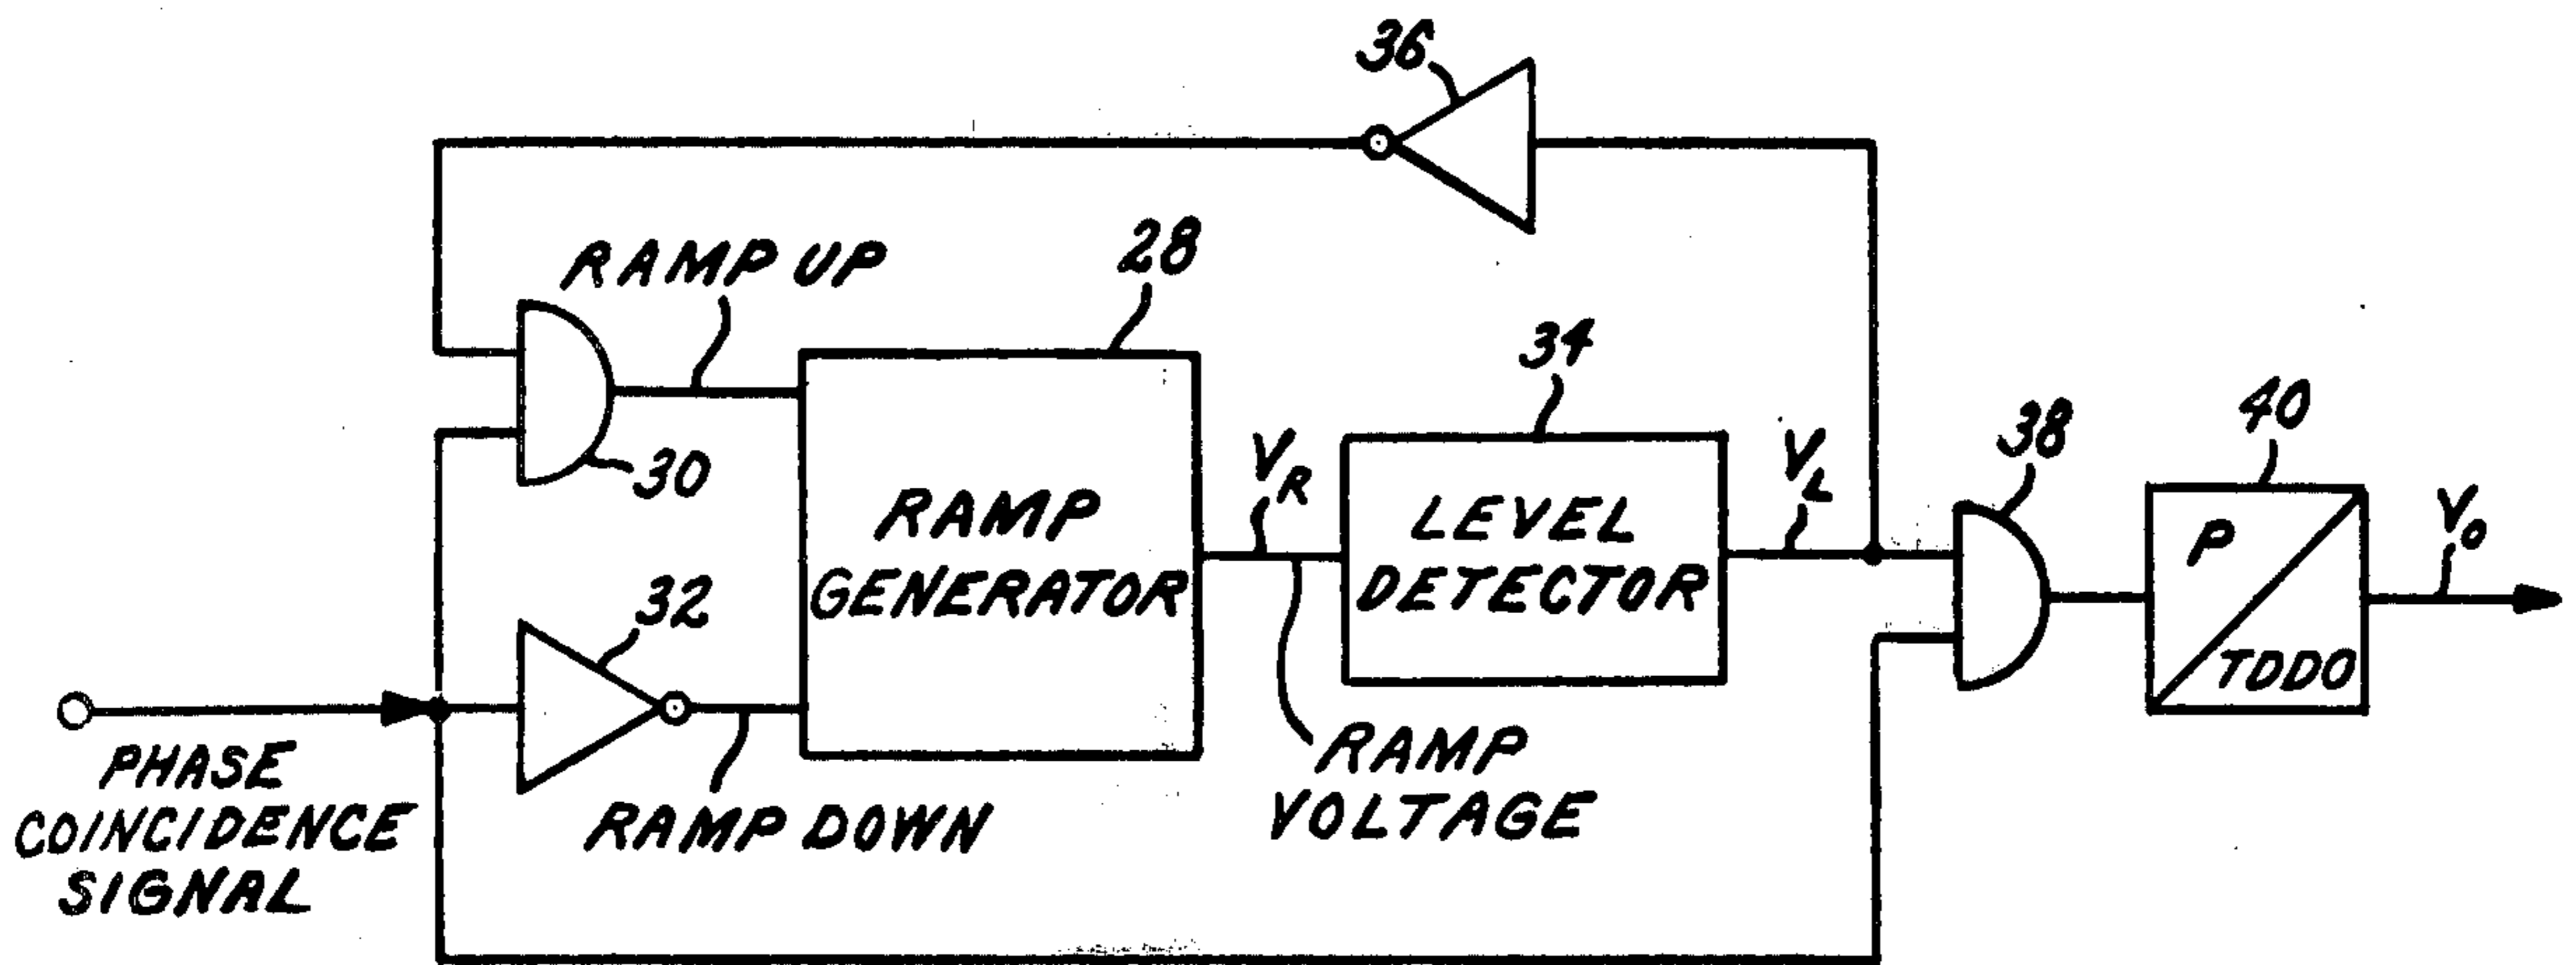 36
RAMP UP
28
30
RAMP
GENERATOR
V_R
34
LEVEL
DETECTOR
V_L
38
40
P
TDDO
V_O
32
RAMP DOWN
RAMP
VOLTAGE
PHASE
COINCIDENCE
SIGNAL